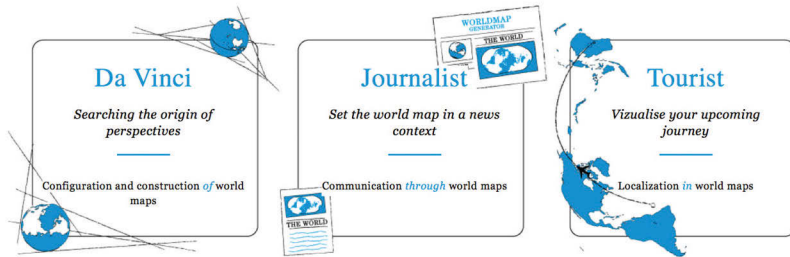 WORLDMAP
GENERATOR
THE WORLD
Da Vinci
Searching the origin of
perspectives
Configuration and construction of world
maps
Journalist
Set the world map in a news
context
Communication through world maps
THE WORLD
Tourist
Vizualise your upcoming
journey
Localization in world maps